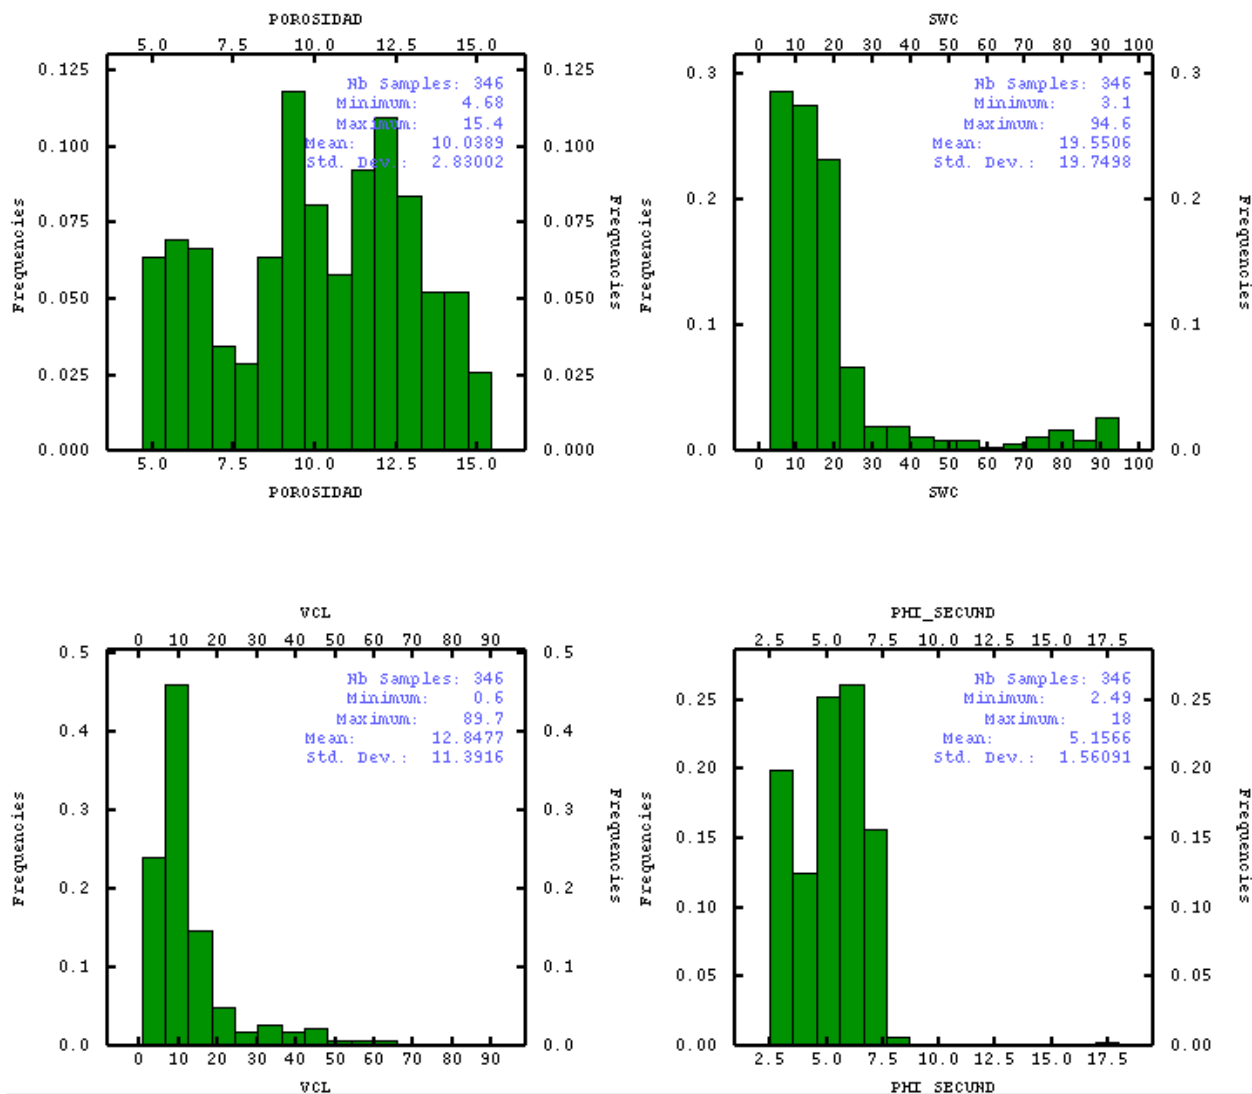 POROSIDAD
5.0 7.5 10.0 12.5 15.0
0.125 0.125
Nb Samples: 346
Minimum: 4.68
Maximum: 15.4
Mean: 10.0389
Std. Dev.: 2.83002
0.100 0.100
0.075 0.075
Frequencies Frequencies
0.050 0.050
0.025 0.025
0.000 0.000
5.0 7.5 10.0 12.5 15.0
POROSIDAD
SWC
0 10 20 30 40 50 60 70 80 90 100
0.3 0.3
Nb Samples: 346
Minimum: 3.1
Maximum: 94.6
Mean: 19.5506
Std. Dev.: 19.7498
0.2 0.2
Frequencies Frequencies
0.1 0.1
0.0 0.0
0 10 20 30 40 50 60 70 80 90 100
SWC
VCL
0 10 20 30 40 50 60 70 80 90
0.5 0.5
Nb Samples: 346
Minimum: 0.6
Maximum: 89.7
Mean: 12.8477
Std. Dev.: 11.3916
0.4 0.4
0.3 0.3
Frequencies Frequencies
0.2 0.2
0.1 0.1
0.0 0.0
0 10 20 30 40 50 60 70 80 90
VCL
PHI_SECUND
2.5 5.0 7.5 10.0 12.5 15.0 17.5
Nb Samples: 346
Minimum: 2.49
Maximum: 18
Mean: 5.1566
Std. Dev.: 1.56091
0.25 0.25
0.20 0.20
0.15 0.15
Frequencies Frequencies
0.10 0.10
0.05 0.05
0.00 0.00
2.5 5.0 7.5 10.0 12.5 15.0 17.5
PHI SECUND